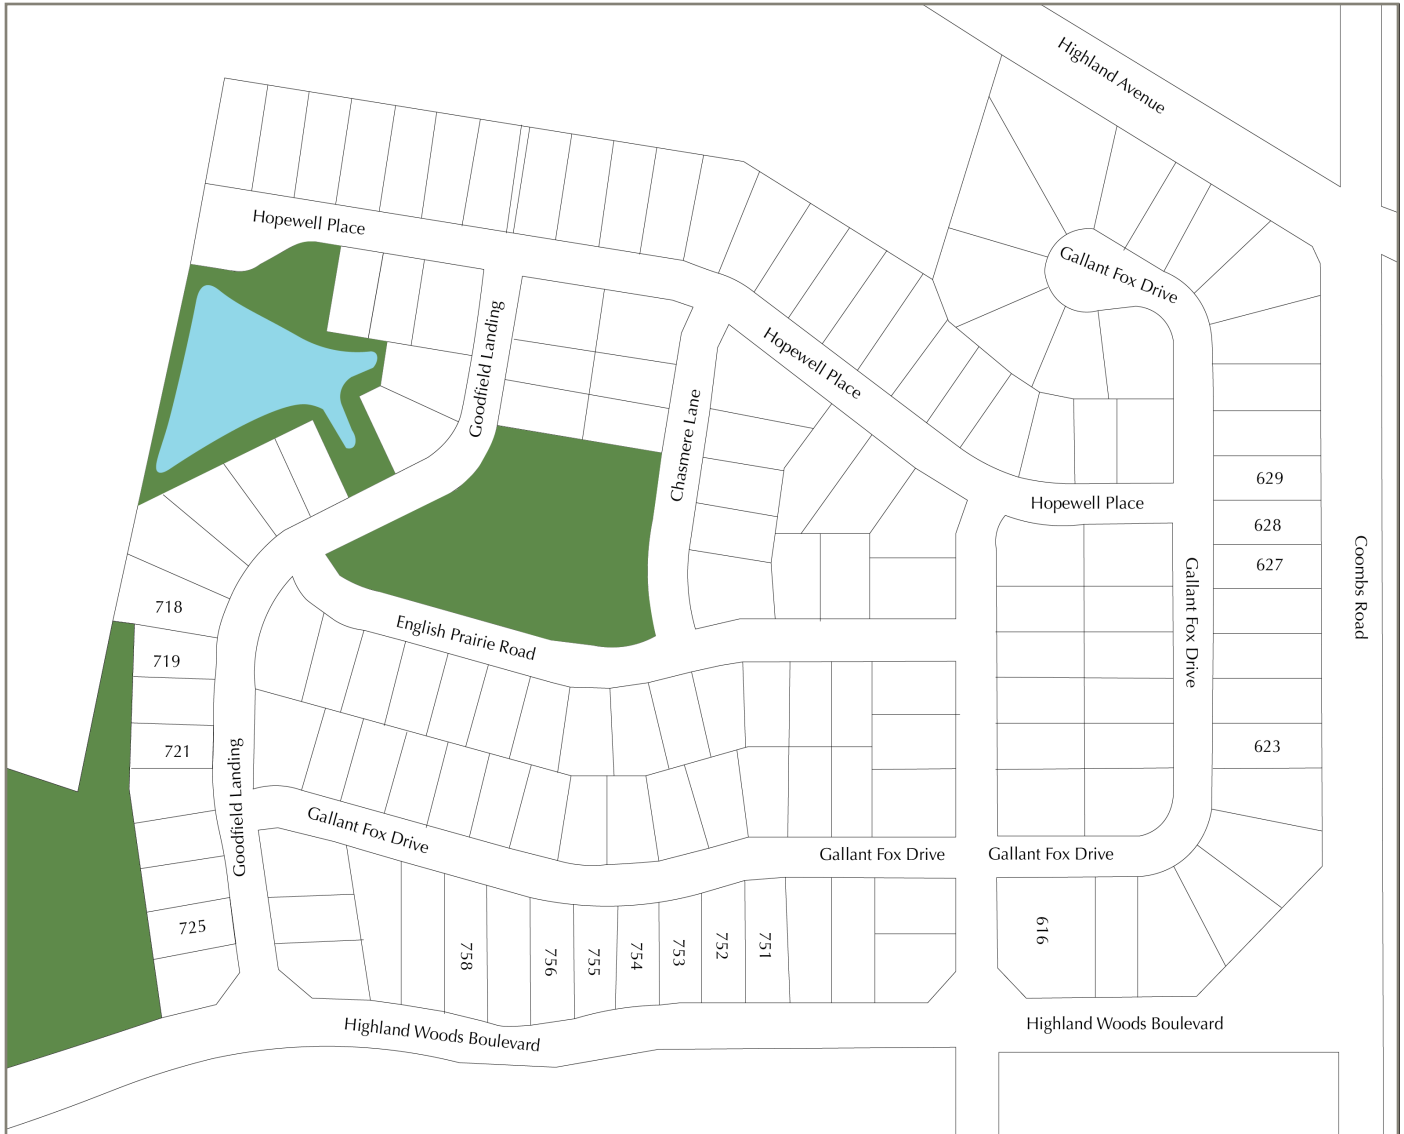 Highland Avenue
Hopewell Place
Gallant Fox Drive
Goodfield Landing
Hopewell Place
Chasmere Lane
629
Hopewell Place
628
627
Coombs Road
Gallant Fox Drive
718
English Prairie Road
719
721
623
Goodfield Landing
Gallant Fox Drive
Gallant Fox Drive
Gallant Fox Drive
725
758
756
755
754
753
752
751
616
Highland Woods Boulevard
Highland Woods Boulevard